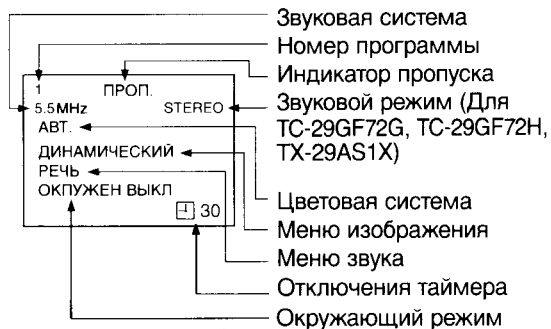 Звуковая система
Номер программы
Индикатор пропуска
Звуковой режим (Для
TC-29GF72G, TC-29GF72H,
TX-29AS1X)
Цветовая система
Меню изображения
Меню звука
Отключения таймера
Окружающий режим
1 ПРОП.
5.5MHz STEREO
АВТ.
ДИНАМИЧЕСКИЙ
РЕЧЬ
ОКПУЖЕН ВЫКЛ
30